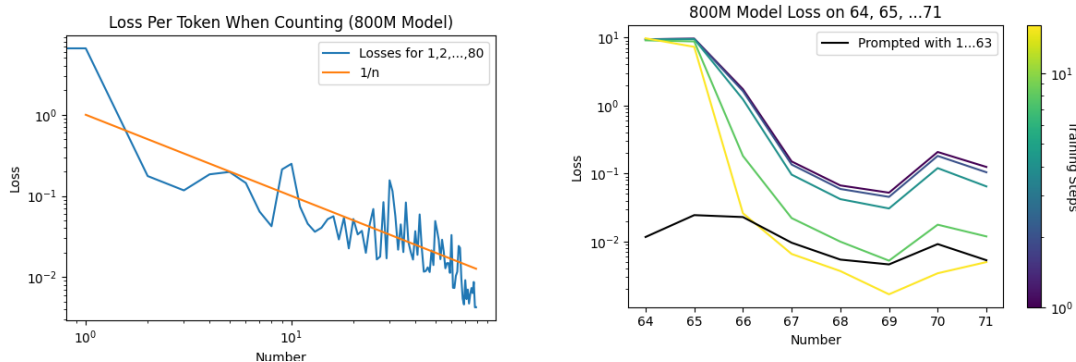 Loss Per Token When Counting (800M Model)
Losses for 1,2,...,80
1/n
Loss
10⁰
10⁻¹
10⁻²
10⁰
10¹
Number
800M Model Loss on 64, 65, ...71
Prompted with 1...63
Loss
10¹
10⁰
10⁻¹
10⁻²
64 65 66 67 68 69 70 71
Number
10¹
10⁰
Training Steps